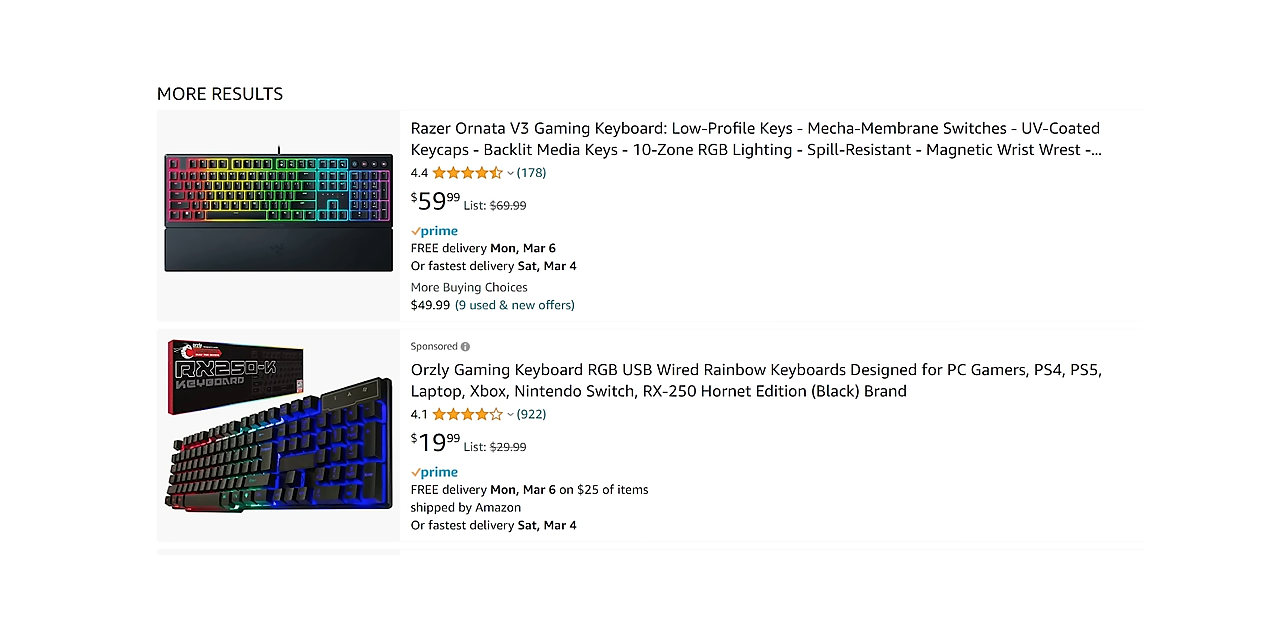 MORE RESULTS
Razer Ornata V3 Gaming Keyboard: Low-Profile Keys - Mecha-Membrane Switches - UV-Coated
Keycaps - Backlit Media Keys - 10-Zone RGB Lighting - Spill-Resistant - Magnetic Wrist Wrest -...
4.4 (178)
$59.99 List: $69.99
prime
FREE delivery Mon, Mar 6
Or fastest delivery Sat, Mar 4
More Buying Choices
$49.99 (9 used & new offers)
Sponsored
Orzly Gaming Keyboard RGB USB Wired Rainbow Keyboards Designed for PC Gamers, PS4, PS5,
Laptop, Xbox, Nintendo Switch, RX-250 Hornet Edition (Black) Brand
4.1 (922)
$19.99 List: $29.99
prime
FREE delivery Mon, Mar 6 on $25 of items
shipped by Amazon
Or fastest delivery Sat, Mar 4
orzly
RX250-K
KEYBOARD